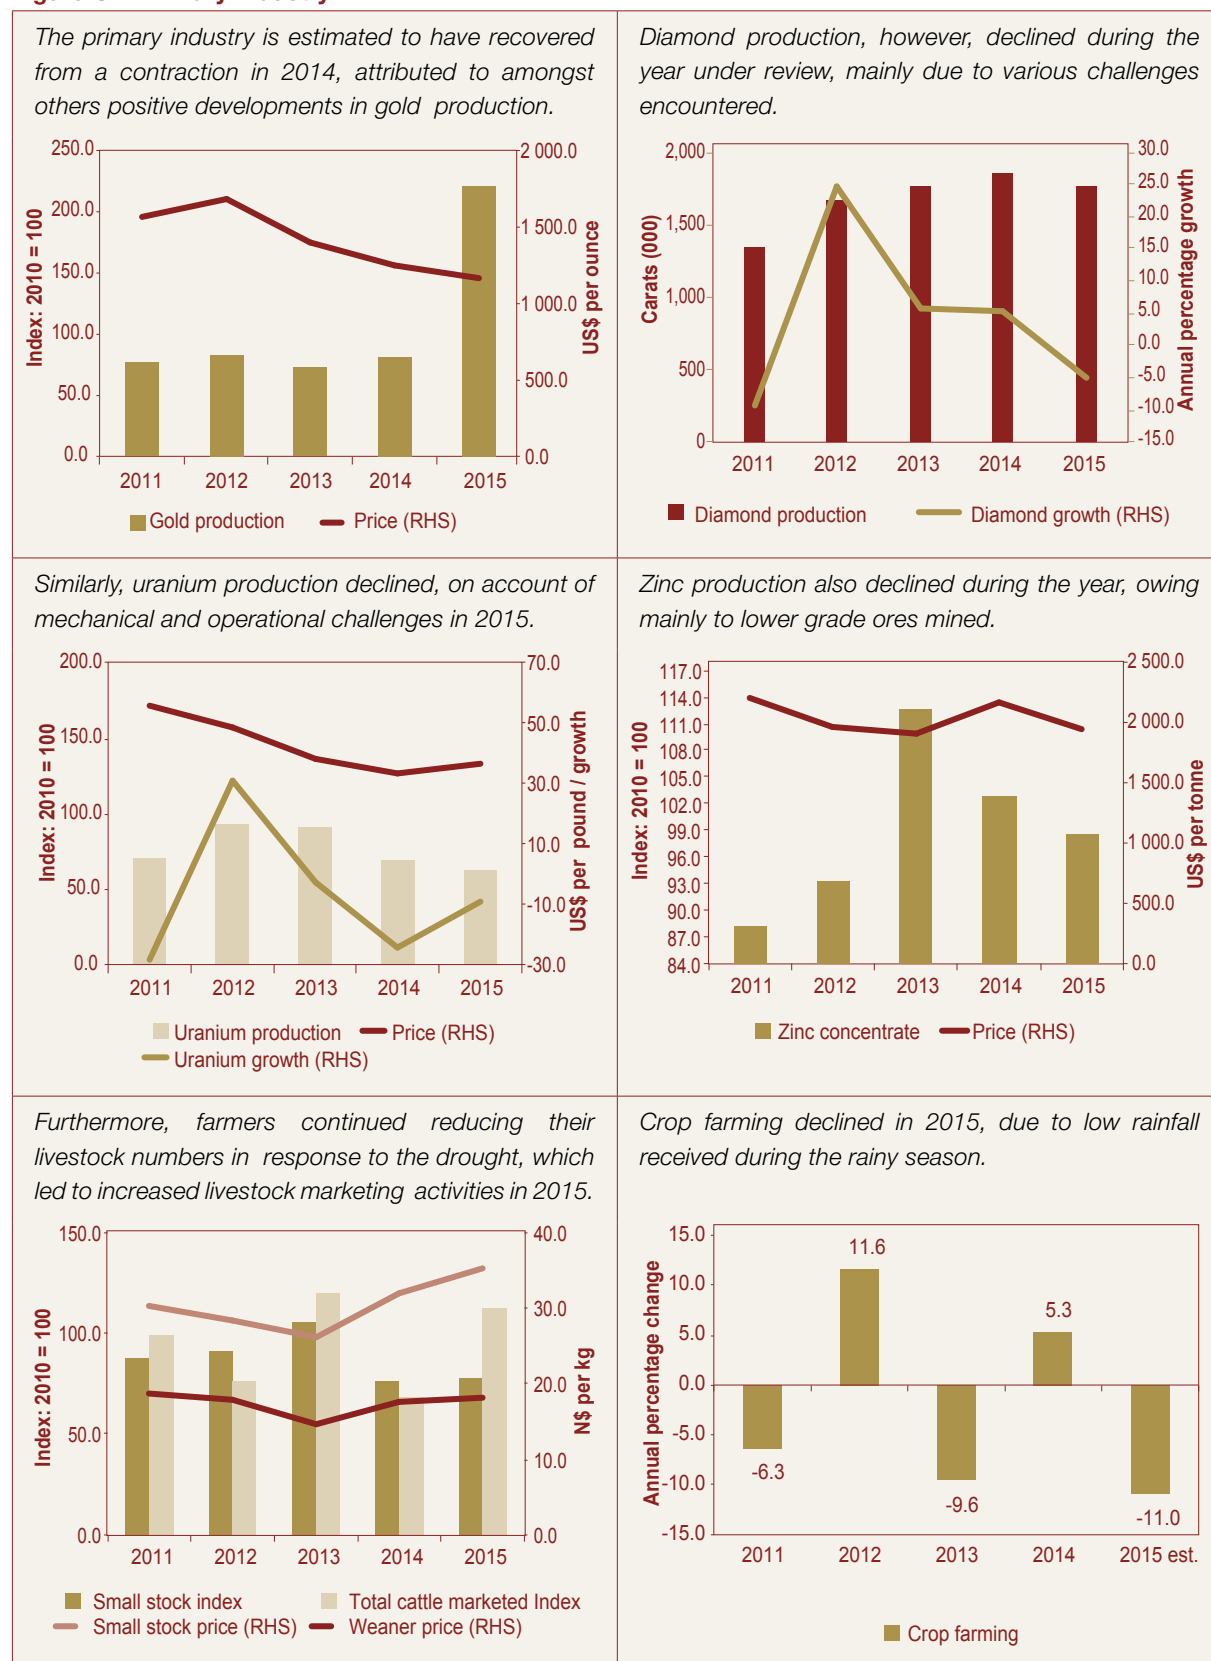 The primary industry is estimated to have recovered
from a contraction in 2014, attributed to amongst
others positive developments in gold production.
250.0
200.0
150.0
100.0
50.0
0.0
Index: 2010 = 100
2 000.0
1 500.0
1 000.0
500.0
0.0
US$ per ounce
2011 2012 2013 2014 2015
Gold production Price (RHS)
Diamond production, however, declined during the
year under review, mainly due to various challenges
encountered.
2,000
1,500
1,000
500
0
Carats (000)
30.0
25.0
20.0
15.0
10.0
5.0
0.0
-5.0
-10.0
-15.0
Annual percentage growth
2011 2012 2013 2014 2015
Diamond production Diamond growth (RHS)
Similarly, uranium production declined, on account of
mechanical and operational challenges in 2015.
200.0
150.0
100.0
50.0
0.0
Index: 2010 = 100
70.0
50.0
30.0
10.0
-10.0
-30.0
US$ per pound / growth
2011 2012 2013 2014 2015
Uranium production Price (RHS)
Uranium growth (RHS)
Zinc production also declined during the year, owing
mainly to lower grade ores mined.
117.0
114.0
111.0
108.0
105.0
102.0
99.0
96.0
93.0
90.0
87.0
84.0
Index: 2010 = 100
2 500.0
2 000.0
1 500.0
1 000.0
500.0
0.0
US$ per tonne
2011 2012 2013 2014 2015
Zinc concentrate Price (RHS)
Furthermore, farmers continued reducing their
livestock numbers in response to the drought, which
led to increased livestock marketing activities in 2015.
150.0
100.0
50.0
0.0
Index: 2010 = 100
40.0
30.0
20.0
10.0
0.0
N$ per kg
2011 2012 2013 2014 2015
Small stock index Total cattle marketed Index
Small stock price (RHS) Weaner price (RHS)
Crop farming declined in 2015, due to low rainfall
received during the rainy season.
15.0
10.0
5.0
0.0
-5.0
-10.0
-15.0
Annual percentage change
11.6
5.3
-6.3
-9.6
-11.0
2011 2012 2013 2014 2015 est.
Crop farming